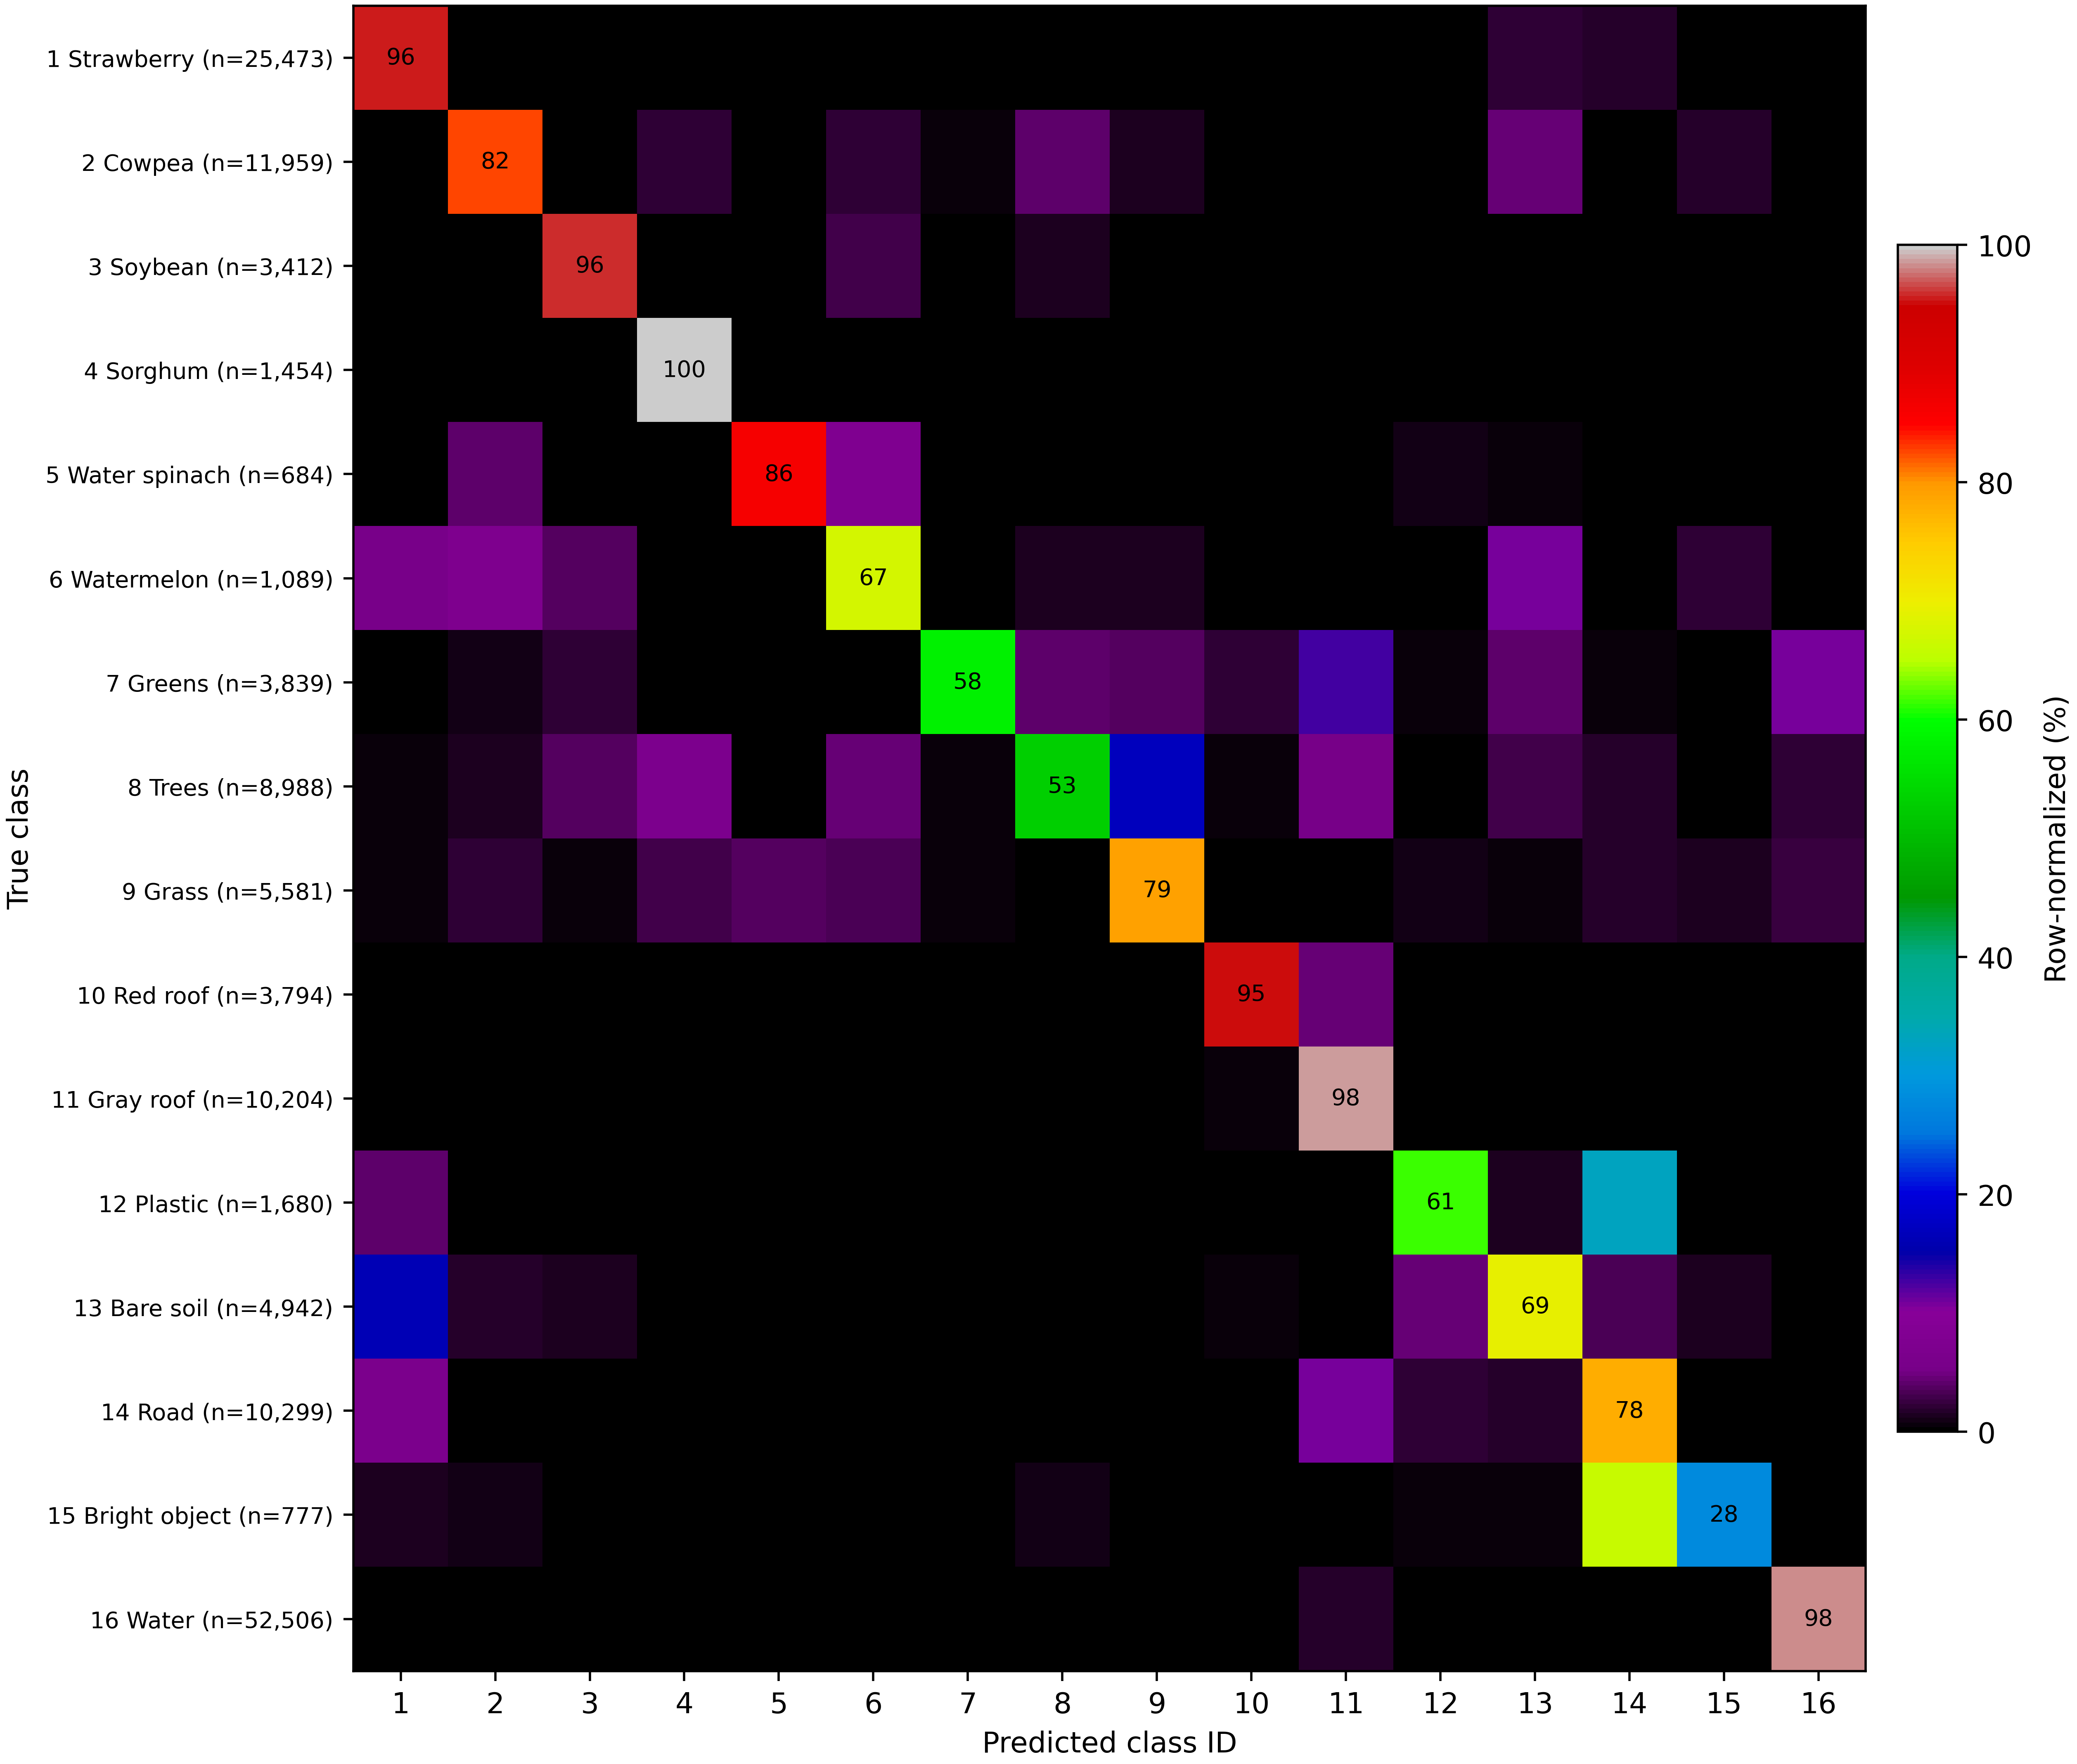 1 Strawberry (n=25,473) 96
2 Cowpea (n=11,959) 82
3 Soybean (n=3,412) 96
4 Sorghum (n=1,454) 100
5 Water spinach (n=684) 86
6 Watermelon (n=1,089) 67
7 Greens (n=3,839) 58
8 Trees (n=8,988) 53
9 Grass (n=5,581) 79
10 Red roof (n=3,794) 95
11 Gray roof (n=10,204) 98
12 Plastic (n=1,680) 61
13 Bare soil (n=4,942) 69
14 Road (n=10,299) 78
15 Bright object (n=777) 28
16 Water (n=52,506) 98
True class
1 2 3 4 5 6 7 8 9 10 11 12 13 14 15 16
Predicted class ID
100
80
60
40
20
0
Row-normalized (%)